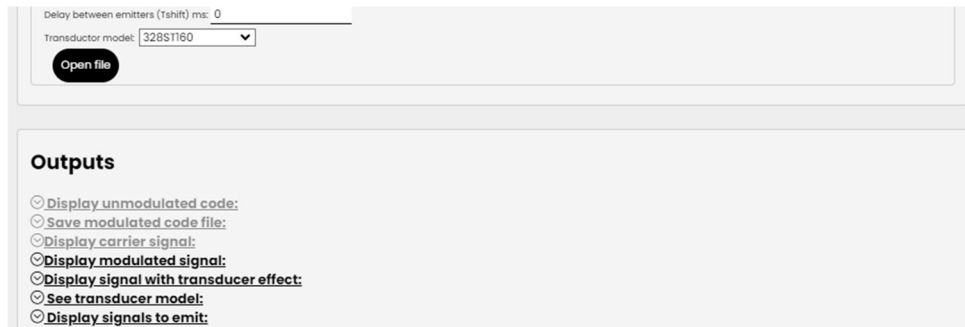 Delay between emitters (Tshift) ms: 0
Transductor model: 328ST160
Open file
Outputs
Display unmodulated code:
Save modulated code file:
Display carrier signal:
Display modulated signal:
Display signal with transducer effect:
See transducer model:
Display signals to emit: